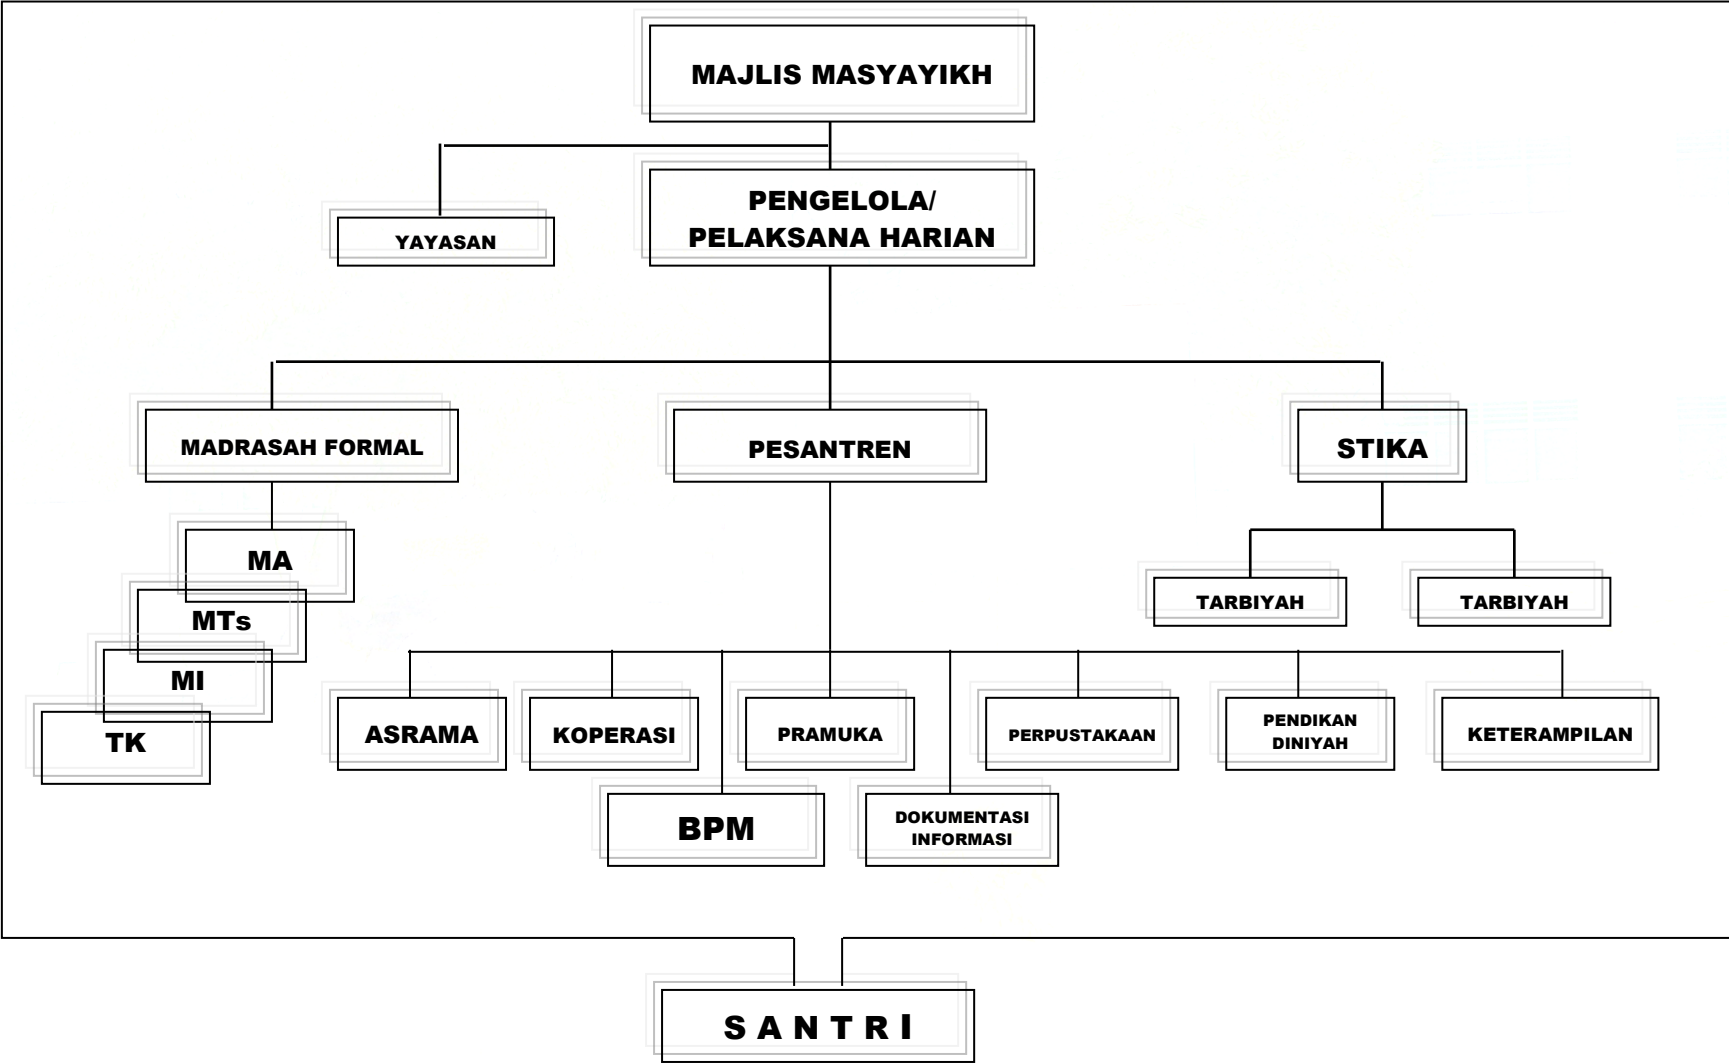 MAJLIS MASYAYIKH
PENGELOLA/
PELAKSANA HARIAN
YAYASAN
MADRASAH FORMAL
PESANTREN
STIKA
MA
MTs
MI
TK
TARBIYAH
TARBIYAH
ASRAMA
KOPERASI
PRAMUKA
PERPUSTAKAAN
PENDIKAN
DINIYAH
KETERAMPILAN
BPM
DOKUMENTASI
INFORMASI
S A N T R I